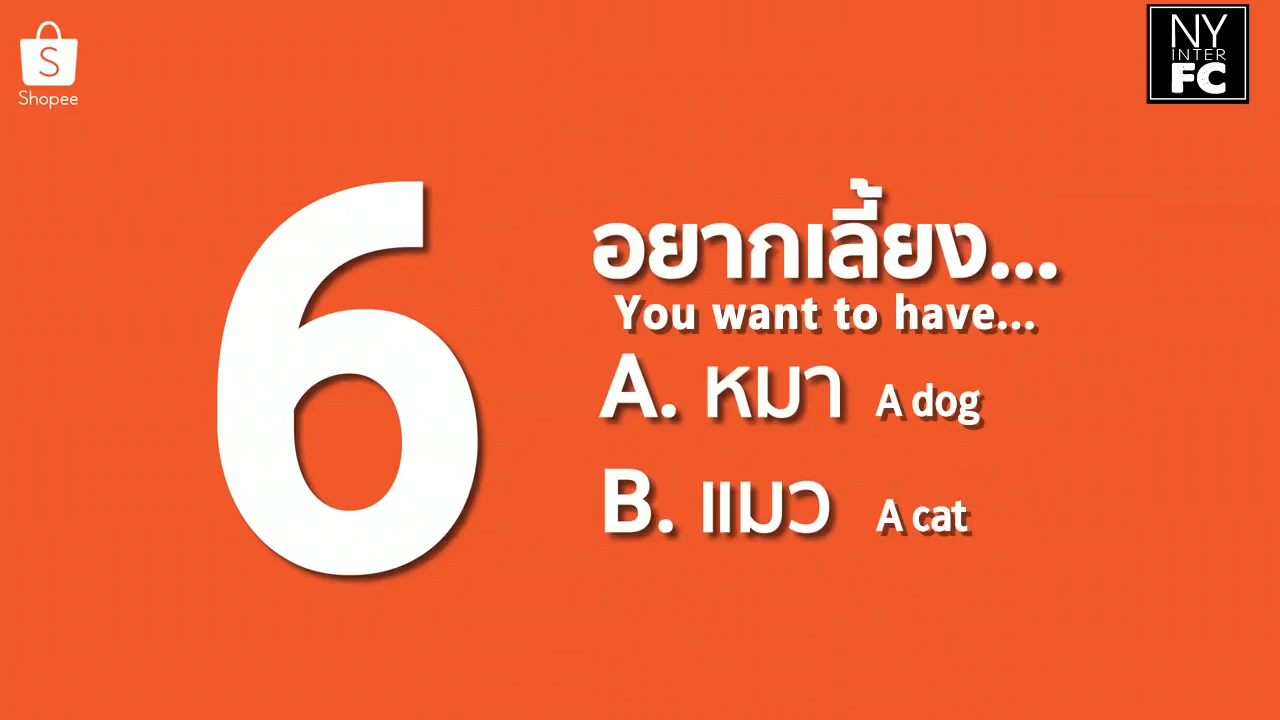 S
Shopee
NY
INTER
FC
6
อยากเลี้ยง...
You want to have...
A. หมา A dog
B. แมว A cat